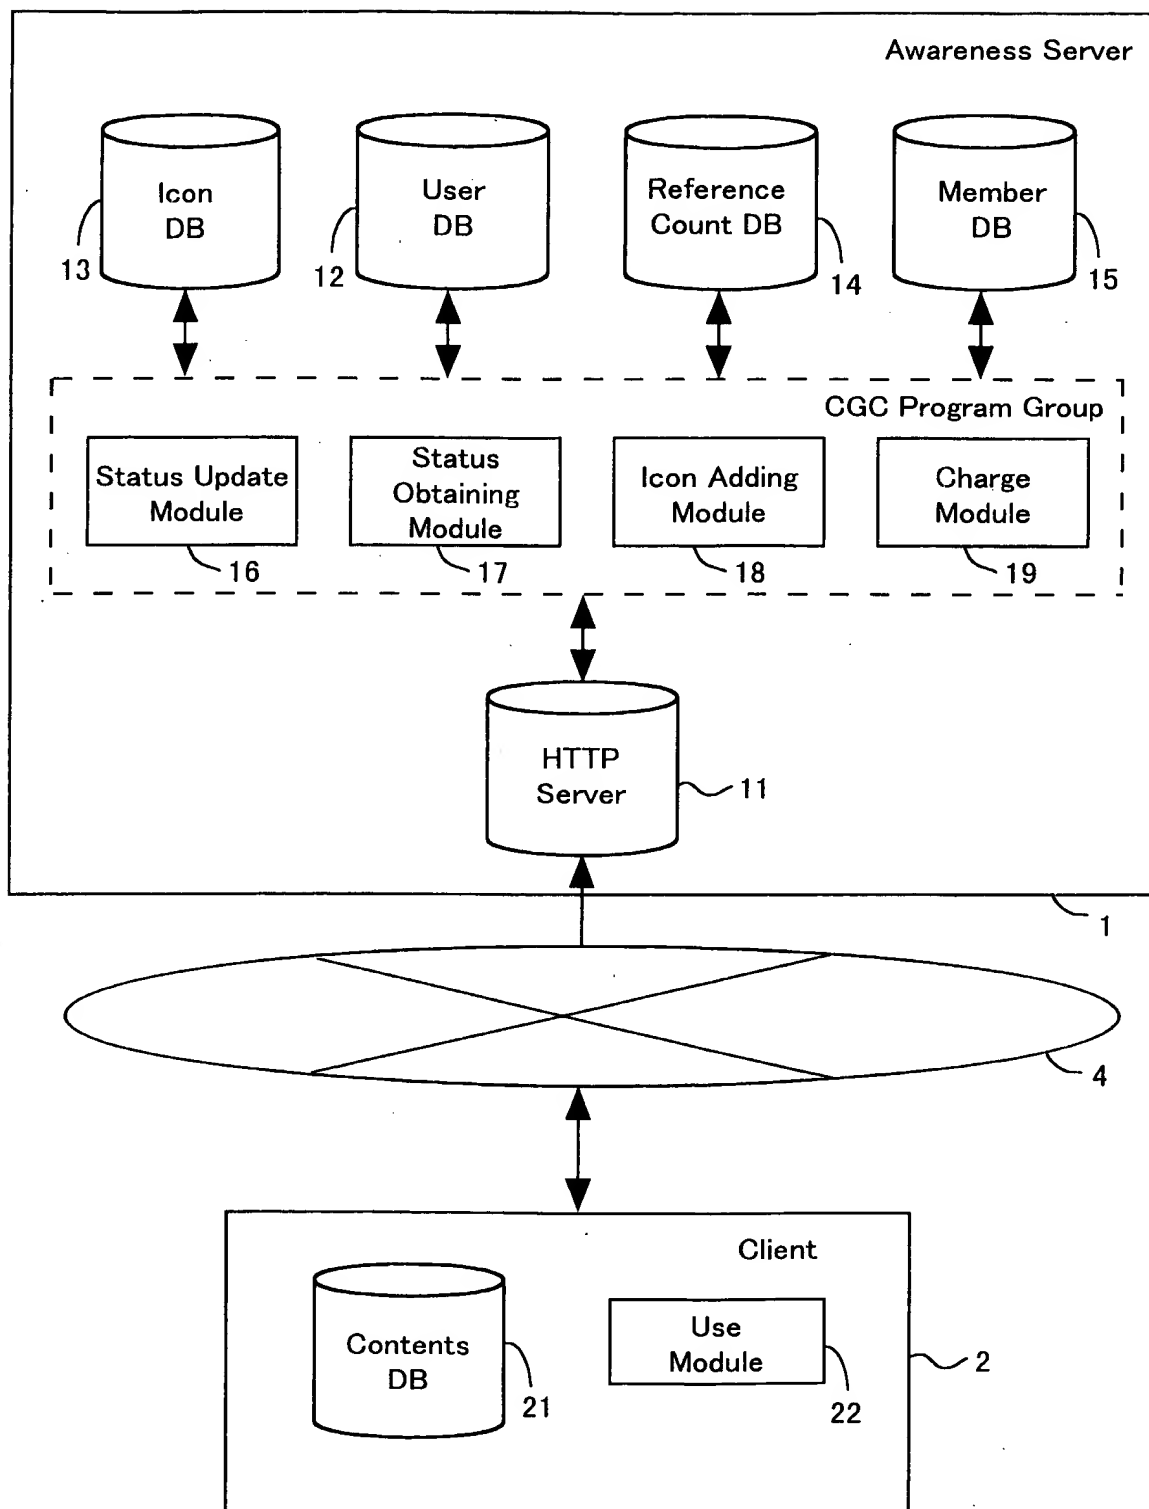 Awareness Server
Icon
DB
13
User
DB
12
Reference
Count DB
14
Member
DB
15
CGC Program Group
Status Update
Module
16
Status
Obtaining
Module
17
Icon Adding
Module
18
Charge
Module
19
HTTP
Server
11
1
4
Client
Contents
DB
21
Use
Module
22
2